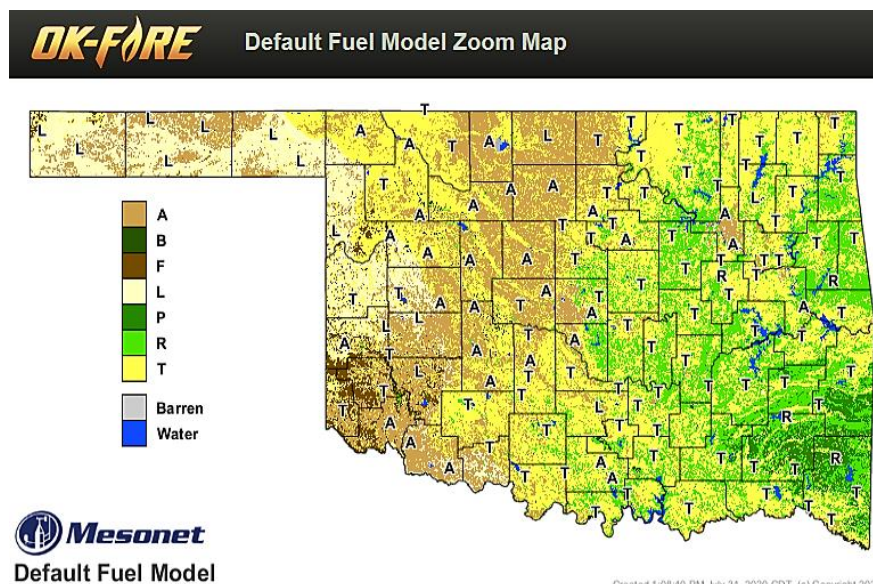 OK-FIRE Default Fuel Model Zoom Map
T
L L T T T
L A A L T T T T T
L L L A T A T T
L L T A A T T T L T
A A T A T A T
L A A T A T T T
A A T A T R T T T R
T T A A T A T T T A
L L A T A T T T T
A T A A T T T
L A T T T T T
T T A T T L T T T T
T A T T T R
A A T T T T T T R
A T T A A T T T T
T T T T
A
B
F
L
P
R
T
Barren
Water
Mesonet
Default Fuel Model